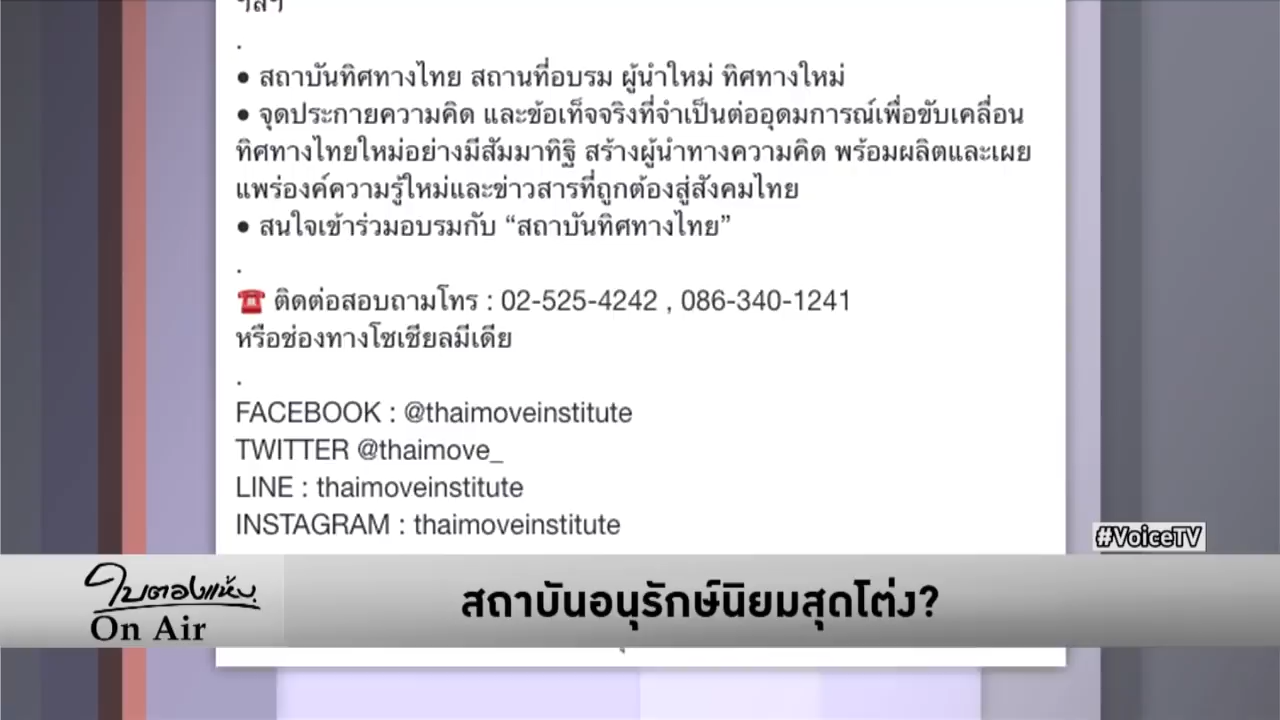 ฯลฯ
.
● สถาบันทิศทางไทย สถานที่อบรม ผู้นำใหม่ ทิศทางใหม่
● จุดประกายความคิด และข้อเท็จจริงที่จำเป็นต่ออุดมการณ์เพื่อขับเคลื่อน
ทิศทางไทยใหม่อย่างมีสัมมาทิฐิ สร้างผู้นำทางความคิด พร้อมผลิตและเผย
แพร่องค์ความรู้ใหม่และข่าวสารที่ถูกต้องสู่สังคมไทย
● สนใจเข้าร่วมอบรมกับ “สถาบันทิศทางไทย”
.
☎️ ติดต่อสอบถามโทร : 02-525-4242 , 086-340-1241
หรือช่องทางโซเชียลมีเดีย
.
FACEBOOK : @thaimoveinstitute
TWITTER @thaimove_
LINE : thaimoveinstitute
INSTAGRAM : thaimoveinstitute
#VoiceTV
ใบตองแห้ง
On Air
สถาบันอนุรักษ์นิยมสุดโต่ง?